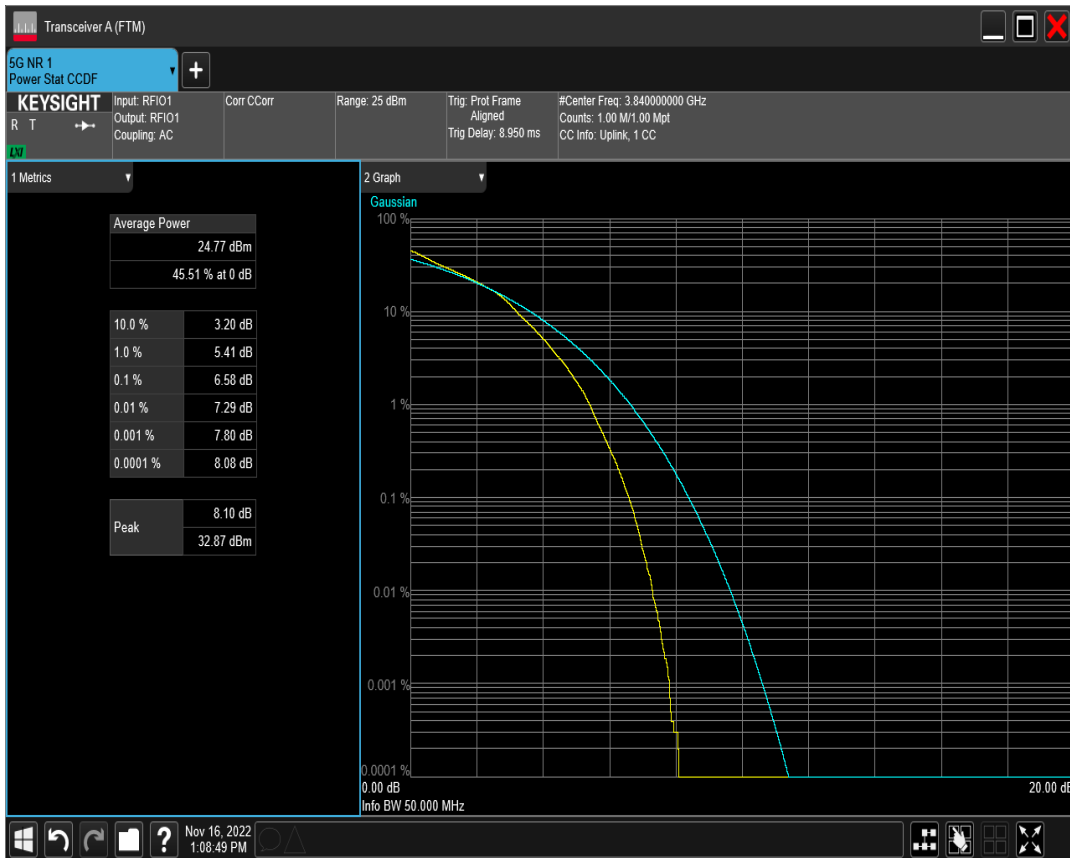 Transceiver A (FTM)
5G NR 1
Power Stat CCDF
+
KEYSIGHT
R T
LXI
Input: RFIO1
Output: RFIO1
Coupling: AC
Corr CCorr
Range: 25 dBm
Trig: Prot Frame
Aligned
Trig Delay: 8.950 ms
#Center Freq: 3.840000000 GHz
Counts: 1.00 M/1.00 Mpt
CC Info: Uplink, 1 CC
1 Metrics
Average Power
24.77 dBm
45.51 % at 0 dB
10.0 % 3.20 dB
1.0 % 5.41 dB
0.1 % 6.58 dB
0.01 % 7.29 dB
0.001 % 7.80 dB
0.0001 % 8.08 dB
Peak
8.10 dB
32.87 dBm
2 Graph
Gaussian
100 %
10 %
1 %
0.1 %
0.01 %
0.001 %
0.0001 %
0.00 dB 20.00 dB
Info BW 50.000 MHz
?
Nov 16, 2022
1:08:49 PM